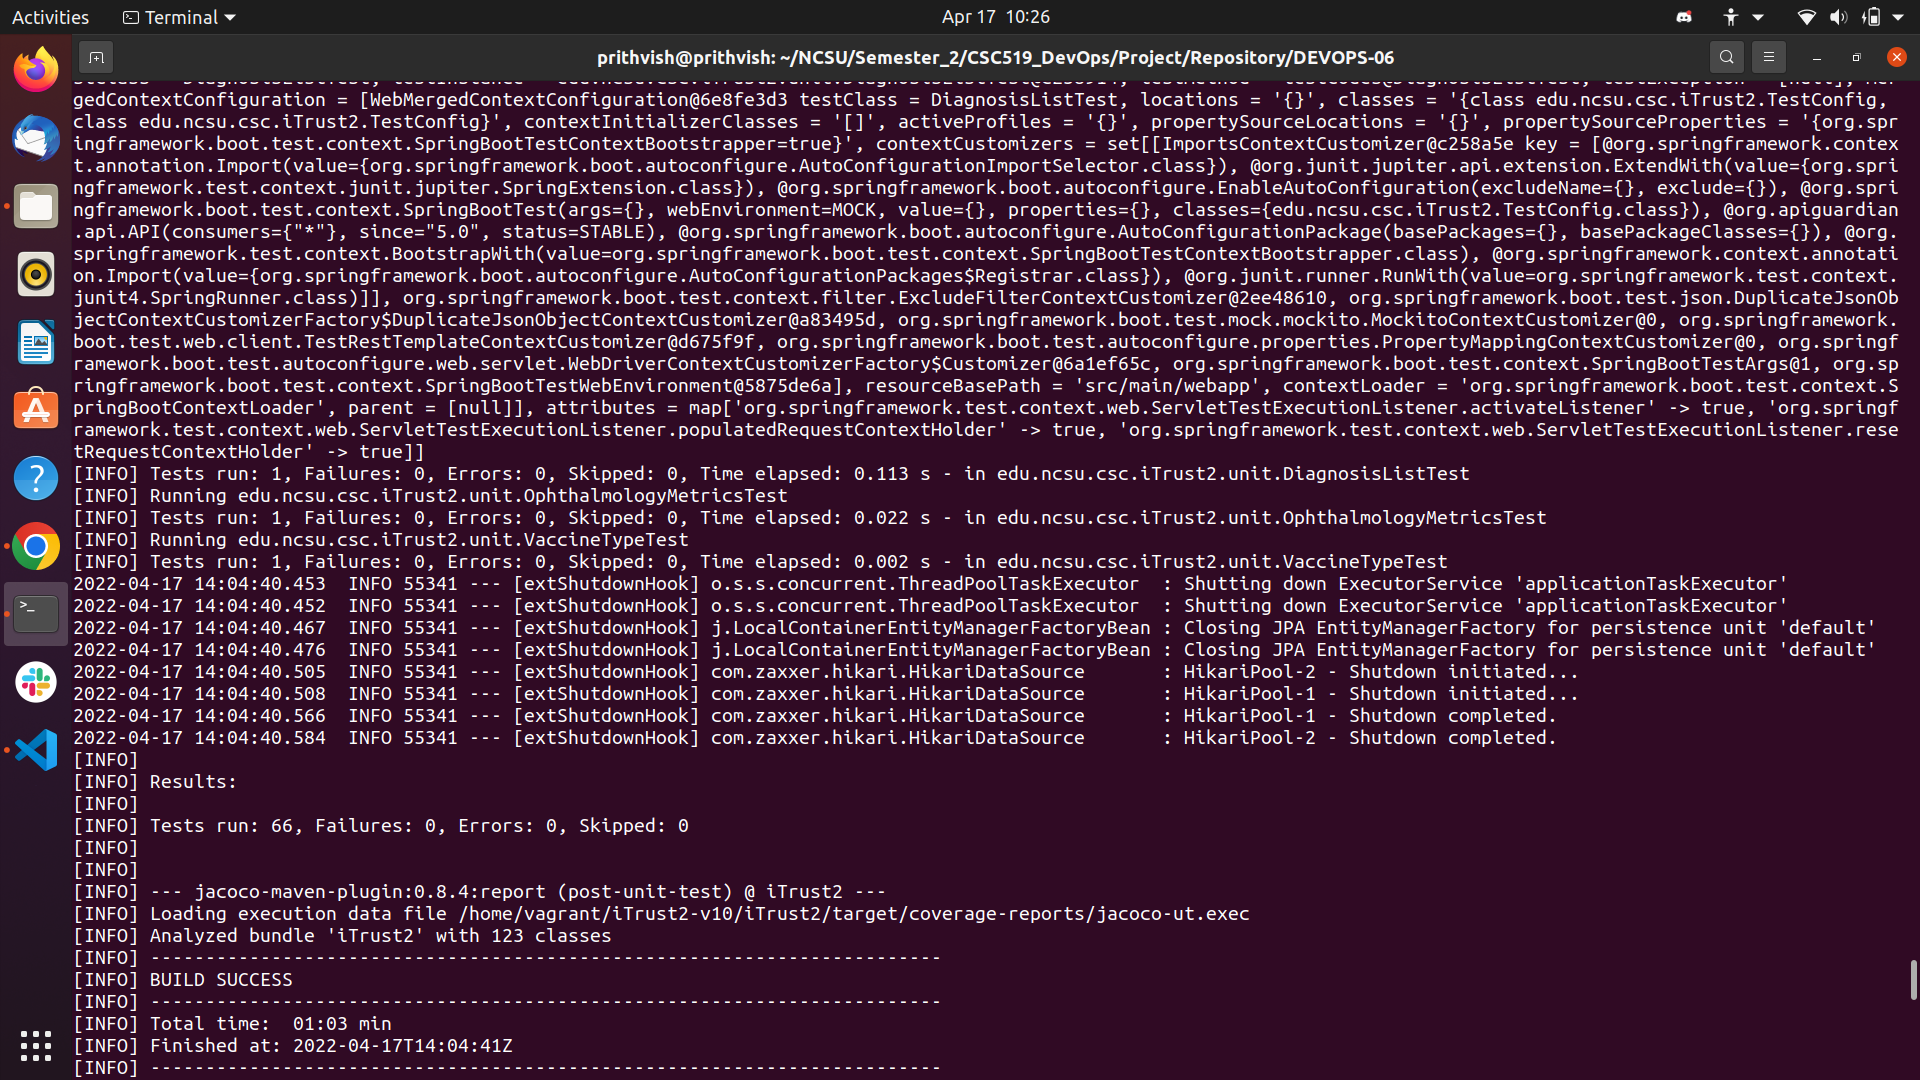 Activities
Terminal
Apr 17 10:26
prithvish@prithvish: ~/NCSU/Semester_2/CSC519_DevOps/Project/Repository/DEVOPS-06
gedContextConfiguration = [WebMergedContextConfiguration@6e8fe3d3 testClass = DiagnosisListTest, locations = '{}', classes = '{class edu.ncsu.csc.iTrust2.TestConfig,
class edu.ncsu.csc.iTrust2.TestConfig}', contextInitializerClasses = '[]', activeProfiles = '{}', propertySourceLocations = '{}', propertySourceProperties = '{org.spr
ingframework.boot.test.context.SpringBootTestContextBootstrapper=true}', contextCustomizers = set[[ImportsContextCustomizer@c258a5e key = [@org.springframework.contex
t.annotation.Import(value={org.springframework.boot.autoconfigure.AutoConfigurationImportSelector.class}), @org.junit.jupiter.api.extension.ExtendWith(value={org.spri
ngframework.test.context.junit.jupiter.SpringExtension.class}), @org.springframework.boot.autoconfigure.EnableAutoConfiguration(excludeName={}, exclude={}), @org.spri
ngframework.boot.test.context.SpringBootTest(args={}, webEnvironment=MOCK, value={}, properties={}, classes={edu.ncsu.csc.iTrust2.TestConfig.class}), @org.apiguardian
.api.API(consumers={"*"}, since="5.0", status=STABLE), @org.springframework.boot.autoconfigure.AutoConfigurationPackage(basePackages={}, basePackageClasses={}), @org.
springframework.test.context.BootstrapWith(value=org.springframework.boot.test.context.SpringBootTestContextBootstrapper.class), @org.springframework.context.annotati
on.Import(value={org.springframework.boot.autoconfigure.AutoConfigurationPackages$Registrar.class}), @org.junit.runner.RunWith(value=org.springframework.test.context.
junit4.SpringRunner.class)]], org.springframework.boot.test.context.filter.ExcludeFilterContextCustomizer@2ee48610, org.springframework.boot.test.json.DuplicateJsonOb
jectContextCustomizerFactory$DuplicateJsonObjectContextCustomizer@a83495d, org.springframework.boot.test.mock.mockito.MockitoContextCustomizer@0, org.springframework.
boot.test.web.client.TestRestTemplateContextCustomizer@d675f9f, org.springframework.boot.test.autoconfigure.properties.PropertyMappingContextCustomizer@0, org.springf
ramework.boot.test.autoconfigure.web.servlet.WebDriverContextCustomizerFactory$Customizer@6a1ef65c, org.springframework.boot.test.context.SpringBootTestArgs@1, org.sp
ringframework.boot.test.context.SpringBootTestWebEnvironment@5875de6a], resourceBasePath = 'src/main/webapp', contextLoader = 'org.springframework.boot.test.context.S
pringBootContextLoader', parent = [null]], attributes = map['org.springframework.test.context.web.ServletTestExecutionListener.activateListener' -> true, 'org.springf
ramework.test.context.web.ServletTestExecutionListener.populatedRequestContextHolder' -> true, 'org.springframework.test.context.web.ServletTestExecutionListener.rese
tRequestContextHolder' -> true]]
[INFO] Tests run: 1, Failures: 0, Errors: 0, Skipped: 0, Time elapsed: 0.113 s - in edu.ncsu.csc.iTrust2.unit.DiagnosisListTest
[INFO] Running edu.ncsu.csc.iTrust2.unit.OphthalmologyMetricsTest
[INFO] Tests run: 1, Failures: 0, Errors: 0, Skipped: 0, Time elapsed: 0.022 s - in edu.ncsu.csc.iTrust2.unit.OphthalmologyMetricsTest
[INFO] Running edu.ncsu.csc.iTrust2.unit.VaccineTypeTest
[INFO] Tests run: 1, Failures: 0, Errors: 0, Skipped: 0, Time elapsed: 0.002 s - in edu.ncsu.csc.iTrust2.unit.VaccineTypeTest
2022-04-17 14:04:40.453  INFO 55341 --- [extShutdownHook] o.s.s.concurrent.ThreadPoolTaskExecutor  : Shutting down ExecutorService 'applicationTaskExecutor'
2022-04-17 14:04:40.452  INFO 55341 --- [extShutdownHook] o.s.s.concurrent.ThreadPoolTaskExecutor  : Shutting down ExecutorService 'applicationTaskExecutor'
2022-04-17 14:04:40.467  INFO 55341 --- [extShutdownHook] j.LocalContainerEntityManagerFactoryBean : Closing JPA EntityManagerFactory for persistence unit 'default'
2022-04-17 14:04:40.476  INFO 55341 --- [extShutdownHook] j.LocalContainerEntityManagerFactoryBean : Closing JPA EntityManagerFactory for persistence unit 'default'
2022-04-17 14:04:40.505  INFO 55341 --- [extShutdownHook] com.zaxxer.hikari.HikariDataSource       : HikariPool-2 - Shutdown initiated...
2022-04-17 14:04:40.508  INFO 55341 --- [extShutdownHook] com.zaxxer.hikari.HikariDataSource       : HikariPool-1 - Shutdown initiated...
2022-04-17 14:04:40.566  INFO 55341 --- [extShutdownHook] com.zaxxer.hikari.HikariDataSource       : HikariPool-1 - Shutdown completed.
2022-04-17 14:04:40.584  INFO 55341 --- [extShutdownHook] com.zaxxer.hikari.HikariDataSource       : HikariPool-2 - Shutdown completed.
[INFO]
[INFO] Results:
[INFO]
[INFO] Tests run: 66, Failures: 0, Errors: 0, Skipped: 0
[INFO]
[INFO]
[INFO] --- jacoco-maven-plugin:0.8.4:report (post-unit-test) @ iTrust2 ---
[INFO] Loading execution data file /home/vagrant/iTrust2-v10/iTrust2/target/coverage-reports/jacoco-ut.exec
[INFO] Analyzed bundle 'iTrust2' with 123 classes
[INFO] ------------------------------------------------------------------------
[INFO] BUILD SUCCESS
[INFO] ------------------------------------------------------------------------
[INFO] Total time:  01:03 min
[INFO] Finished at: 2022-04-17T14:04:41Z
[INFO] ------------------------------------------------------------------------